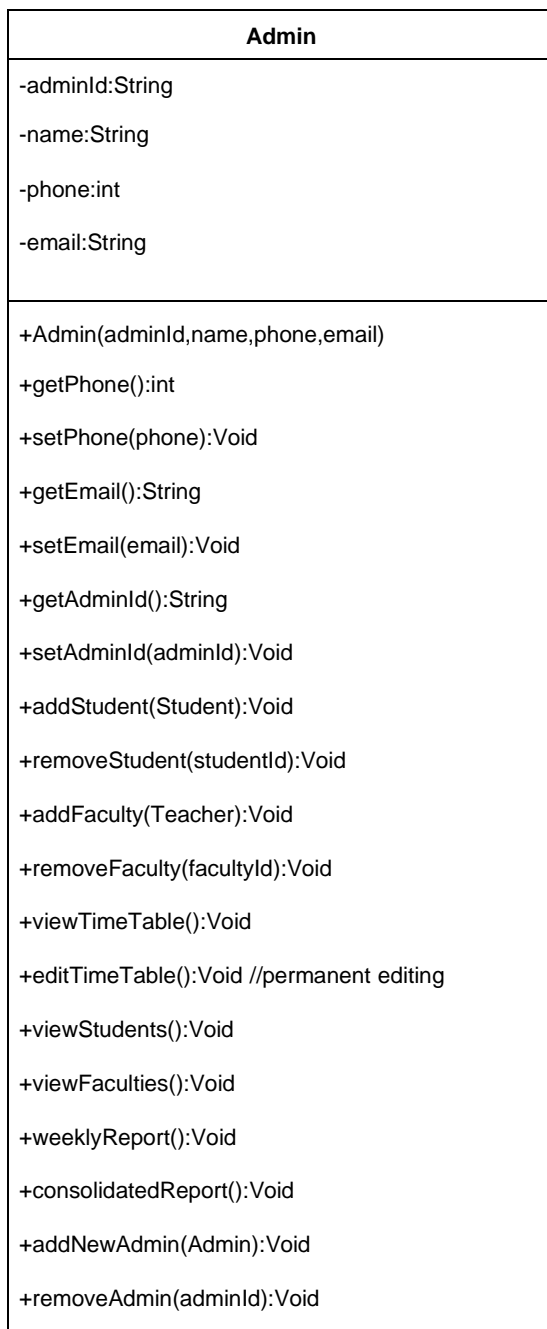 Admin
-adminId:String
-name:String
-phone:int
-email:String
+Admin(adminId,name,phone,email)
+getPhone():int
+setPhone(phone):Void
+getEmail():String
+setEmail(email):Void
+getAdminId():String
+setAdminId(adminId):Void
+addStudent(Student):Void
+removeStudent(studentId):Void
+addFaculty(Teacher):Void
+removeFaculty(facultyId):Void
+viewTimeTable():Void
+editTimeTable():Void //permanent editing
+viewStudents():Void
+viewFaculties():Void
+weeklyReport():Void
+consolidatedReport():Void
+addNewAdmin(Admin):Void
+removeAdmin(adminId):Void